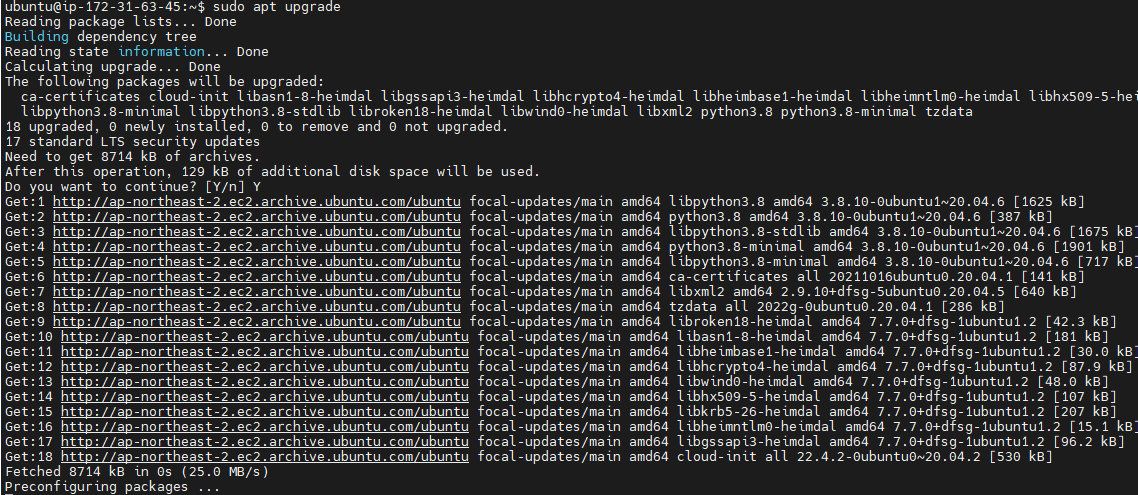 ubuntu@ip-172-31-63-45:~$ sudo apt upgrade
Reading package lists... Done
Building dependency tree
Reading state information... Done
Calculating upgrade... Done
The following packages will be upgraded:
  ca-certificates cloud-init libasn1-8-heimdal libgssapi3-heimdal libhcrypto4-heimdal libheimbase1-heimdal libheimntlm0-heimdal libhx509-5-hei
  libpython3.8-minimal libpython3.8-stdlib libroken18-heimdal libwind0-heimdal libxml2 python3.8 python3.8-minimal tzdata
18 upgraded, 0 newly installed, 0 to remove and 0 not upgraded.
17 standard LTS security updates
Need to get 8714 kB of archives.
After this operation, 129 kB of additional disk space will be used.
Do you want to continue? [Y/n] Y
Get:1 http://ap-northeast-2.ec2.archive.ubuntu.com/ubuntu focal-updates/main amd64 libpython3.8 amd64 3.8.10-0ubuntu1~20.04.6 [1625 kB]
Get:2 http://ap-northeast-2.ec2.archive.ubuntu.com/ubuntu focal-updates/main amd64 python3.8 amd64 3.8.10-0ubuntu1~20.04.6 [387 kB]
Get:3 http://ap-northeast-2.ec2.archive.ubuntu.com/ubuntu focal-updates/main amd64 libpython3.8-stdlib amd64 3.8.10-0ubuntu1~20.04.6 [1675 kB]
Get:4 http://ap-northeast-2.ec2.archive.ubuntu.com/ubuntu focal-updates/main amd64 python3.8-minimal amd64 3.8.10-0ubuntu1~20.04.6 [1901 kB]
Get:5 http://ap-northeast-2.ec2.archive.ubuntu.com/ubuntu focal-updates/main amd64 libpython3.8-minimal amd64 3.8.10-0ubuntu1~20.04.6 [717 kB]
Get:6 http://ap-northeast-2.ec2.archive.ubuntu.com/ubuntu focal-updates/main amd64 ca-certificates all 20211016ubuntu0.20.04.1 [141 kB]
Get:7 http://ap-northeast-2.ec2.archive.ubuntu.com/ubuntu focal-updates/main amd64 libxml2 amd64 2.9.10+dfsg-5ubuntu0.20.04.5 [640 kB]
Get:8 http://ap-northeast-2.ec2.archive.ubuntu.com/ubuntu focal-updates/main amd64 tzdata all 2022g-0ubuntu0.20.04.1 [286 kB]
Get:9 http://ap-northeast-2.ec2.archive.ubuntu.com/ubuntu focal-updates/main amd64 libroken18-heimdal amd64 7.7.0+dfsg-1ubuntu1.2 [42.3 kB]
Get:10 http://ap-northeast-2.ec2.archive.ubuntu.com/ubuntu focal-updates/main amd64 libasn1-8-heimdal amd64 7.7.0+dfsg-1ubuntu1.2 [181 kB]
Get:11 http://ap-northeast-2.ec2.archive.ubuntu.com/ubuntu focal-updates/main amd64 libheimbase1-heimdal amd64 7.7.0+dfsg-1ubuntu1.2 [30.0 kB]
Get:12 http://ap-northeast-2.ec2.archive.ubuntu.com/ubuntu focal-updates/main amd64 libhcrypto4-heimdal amd64 7.7.0+dfsg-1ubuntu1.2 [87.9 kB]
Get:13 http://ap-northeast-2.ec2.archive.ubuntu.com/ubuntu focal-updates/main amd64 libwind0-heimdal amd64 7.7.0+dfsg-1ubuntu1.2 [48.0 kB]
Get:14 http://ap-northeast-2.ec2.archive.ubuntu.com/ubuntu focal-updates/main amd64 libhx509-5-heimdal amd64 7.7.0+dfsg-1ubuntu1.2 [107 kB]
Get:15 http://ap-northeast-2.ec2.archive.ubuntu.com/ubuntu focal-updates/main amd64 libkrb5-26-heimdal amd64 7.7.0+dfsg-1ubuntu1.2 [207 kB]
Get:16 http://ap-northeast-2.ec2.archive.ubuntu.com/ubuntu focal-updates/main amd64 libheimntlm0-heimdal amd64 7.7.0+dfsg-1ubuntu1.2 [15.1 kB]
Get:17 http://ap-northeast-2.ec2.archive.ubuntu.com/ubuntu focal-updates/main amd64 libgssapi3-heimdal amd64 7.7.0+dfsg-1ubuntu1.2 [96.2 kB]
Get:18 http://ap-northeast-2.ec2.archive.ubuntu.com/ubuntu focal-updates/main amd64 cloud-init all 22.4.2-0ubuntu0~20.04.2 [530 kB]
Fetched 8714 kB in 0s (25.0 MB/s)
Preconfiguring packages ...